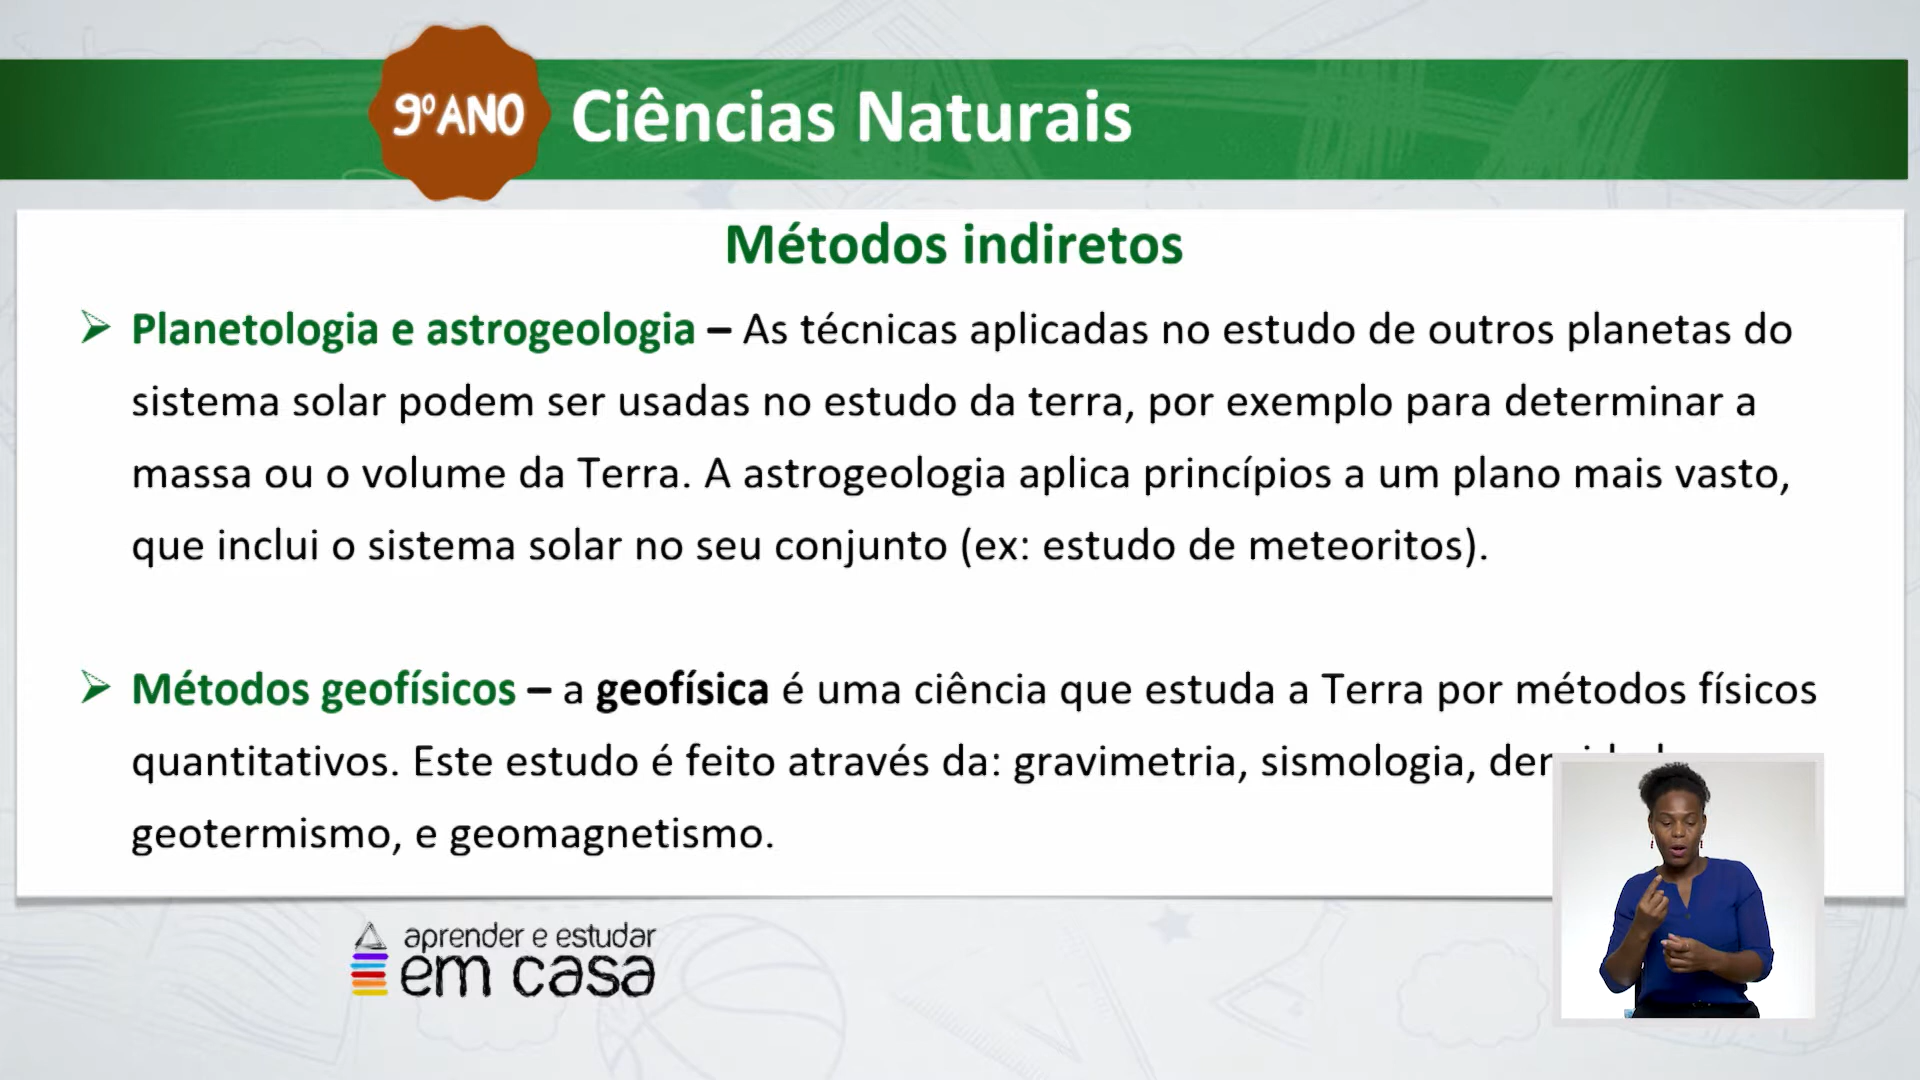 9º ANO
Ciências Naturais
Métodos indiretos
Planetologia e astrogeologia – As técnicas aplicadas no estudo de outros planetas do
sistema solar podem ser usadas no estudo da terra, por exemplo para determinar a
massa ou o volume da Terra. A astrogeologia aplica princípios a um plano mais vasto,
que inclui o sistema solar no seu conjunto (ex: estudo de meteoritos).
Métodos geofísicos – a geofísica é uma ciência que estuda a Terra por métodos físicos
quantitativos. Este estudo é feito através da: gravimetria, sismologia,
geotermismo, e geomagnetismo.
aprender e estudar
em casa